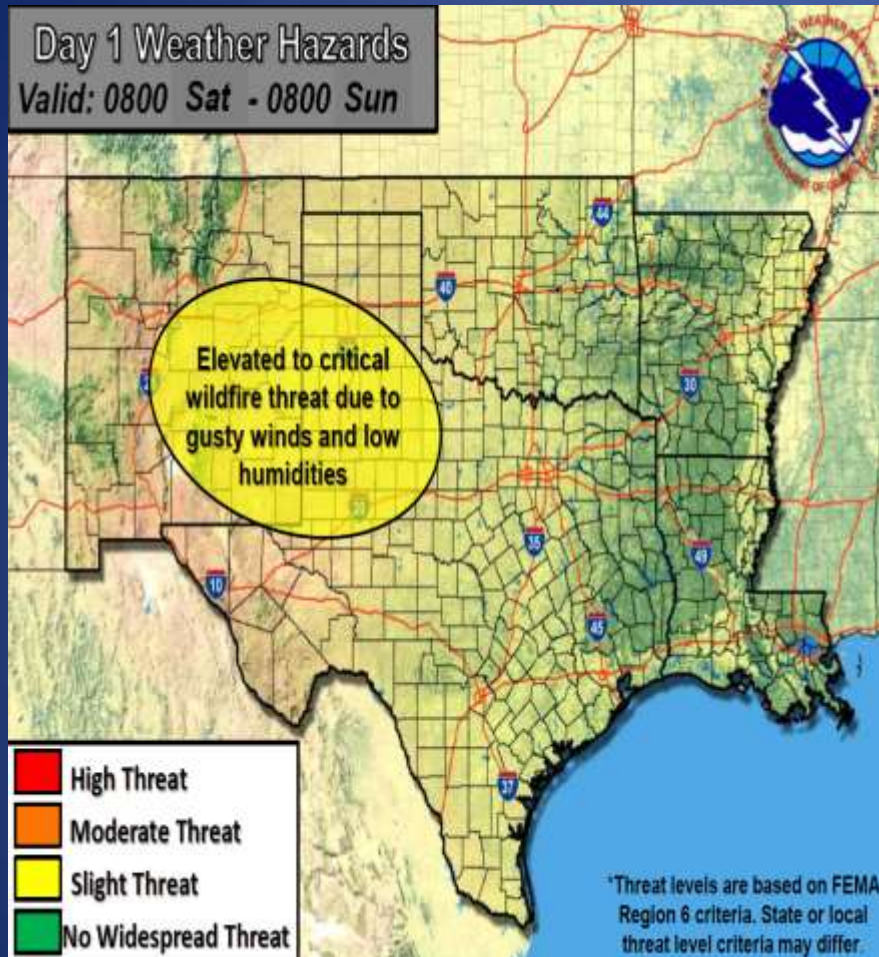 Day 1 Weather Hazards
Valid: 0800 Sat - 0800 Sun
44
40
Elevated to critical
wildfire threat due to
gusty winds and low
humidities
30
35
49
10
45
37
High Threat
Moderate Threat
Slight Threat
No Widespread Threat
*Threat levels are based on FEMA
Region 6 criteria. State or local
threat level criteria may differ.